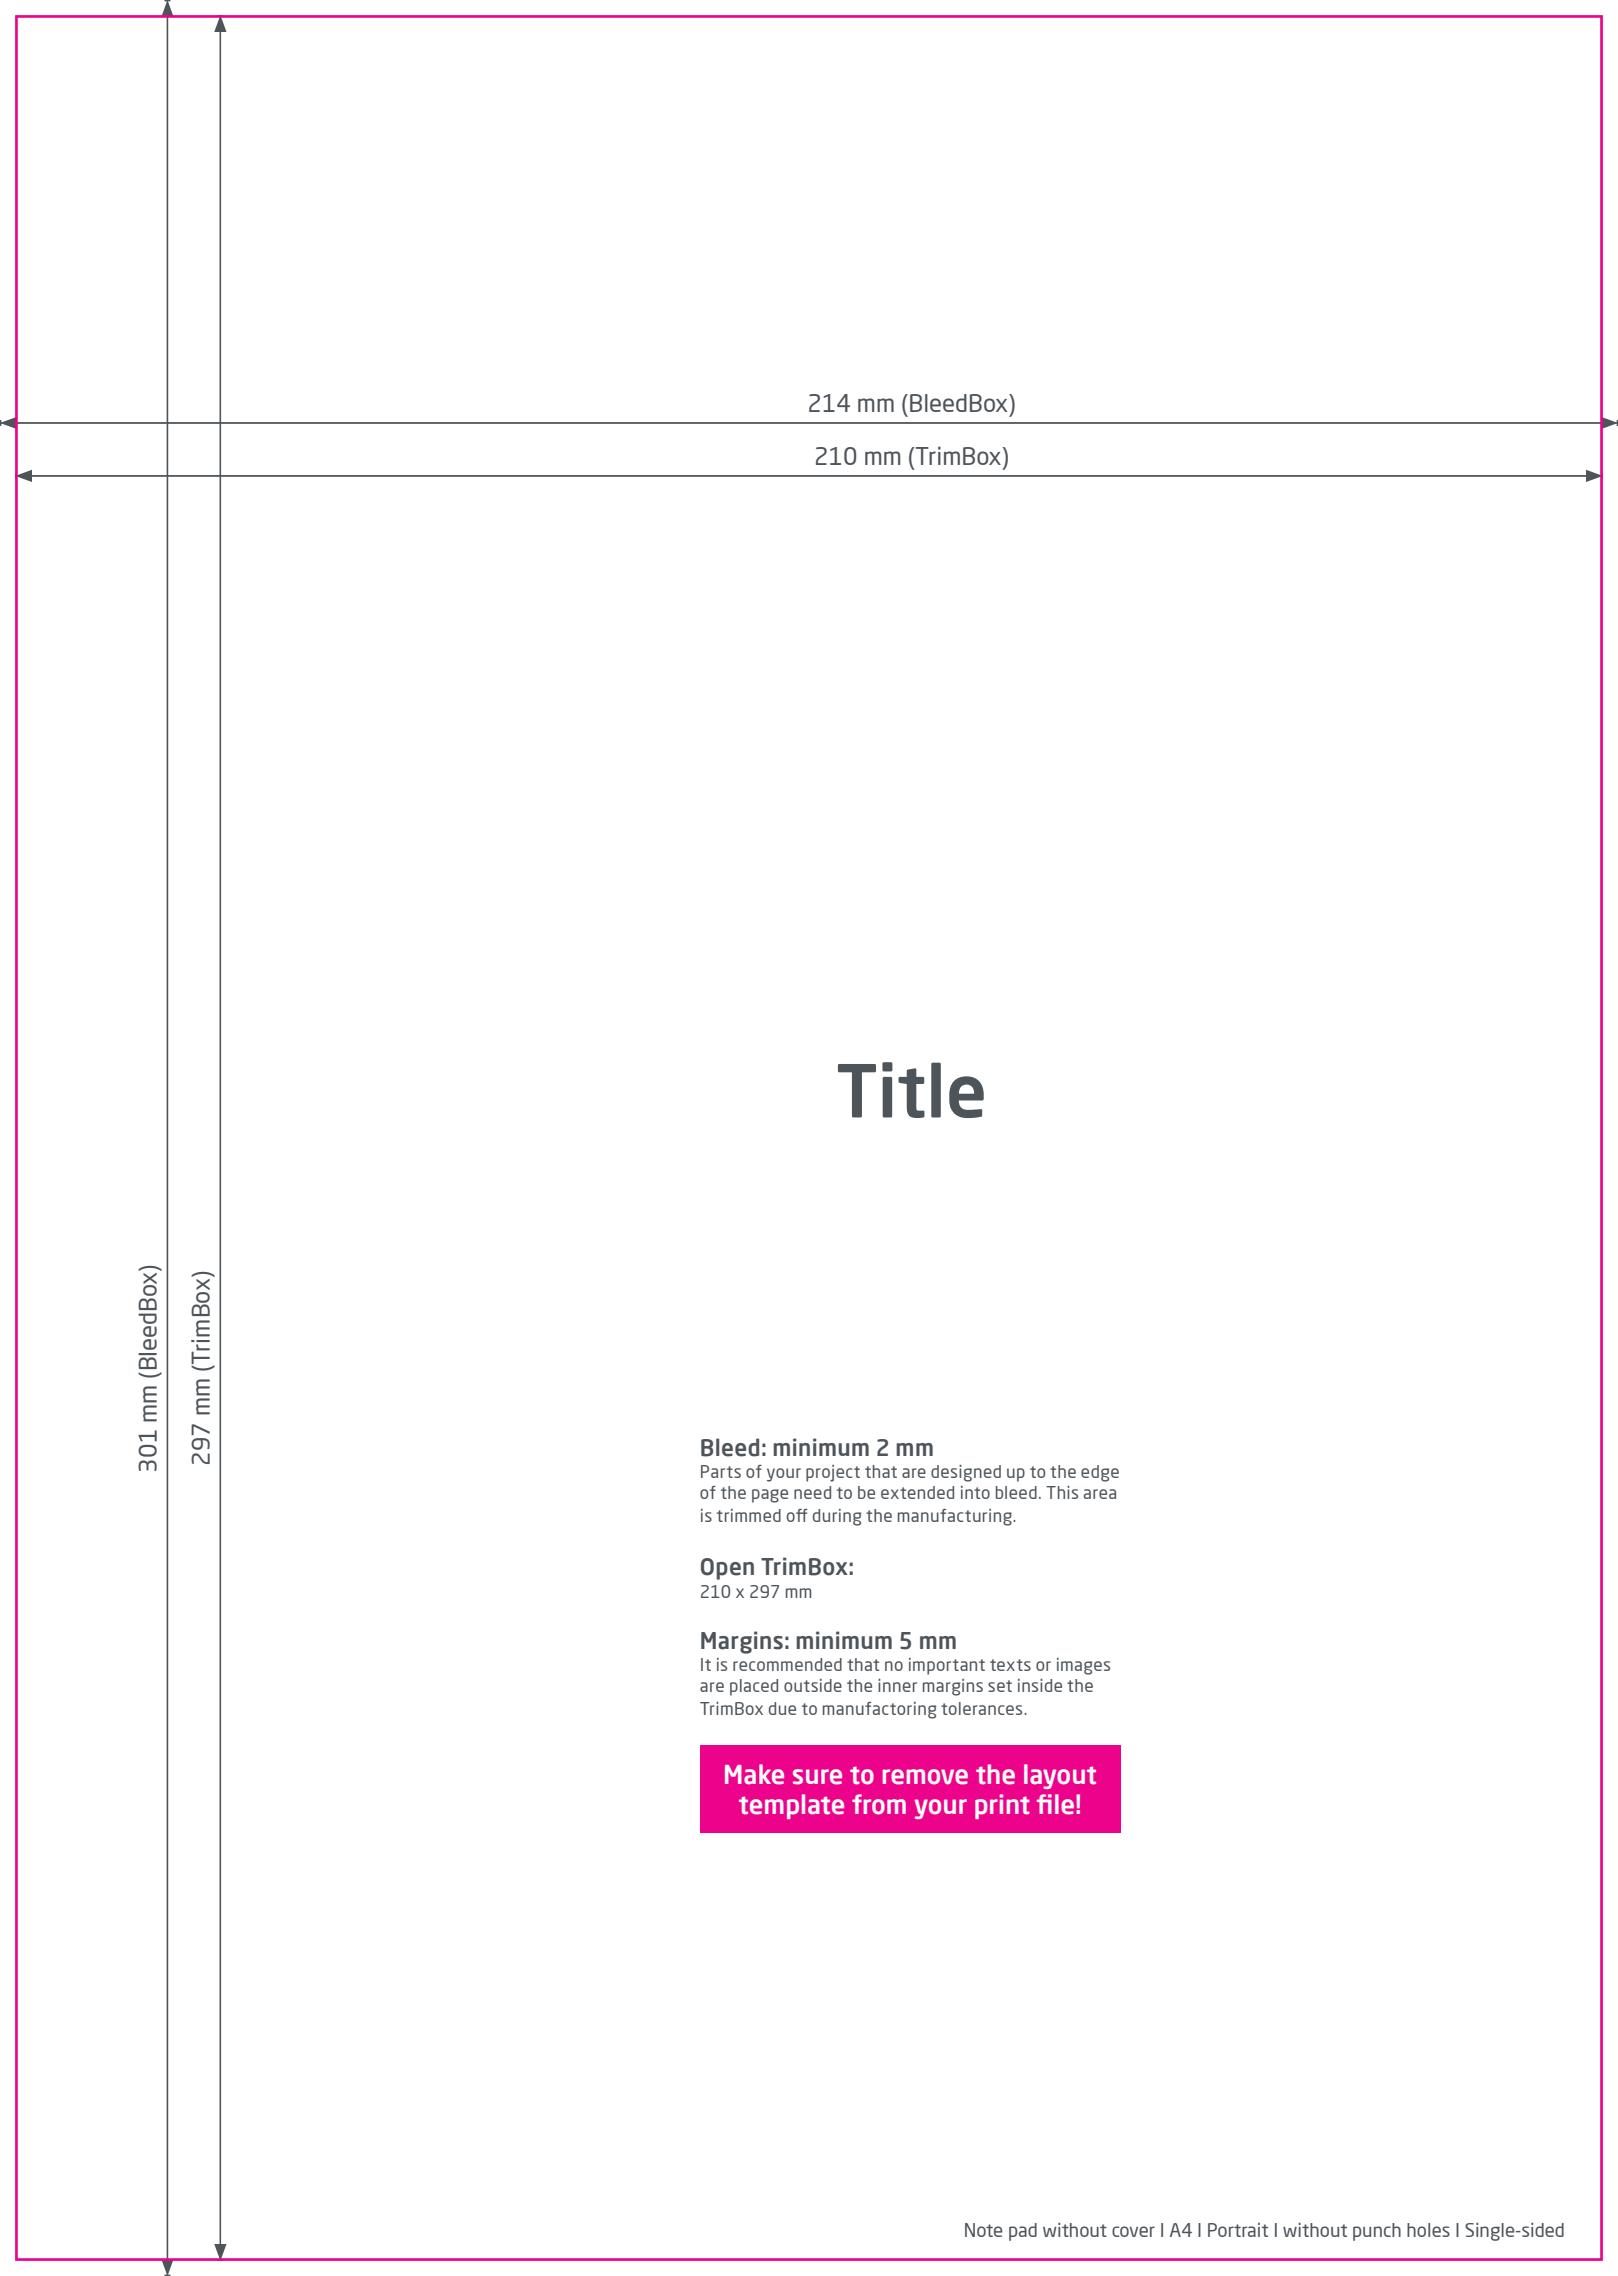 214 mm (BleedBox)
210 mm (TrimBox)
Title
301 mm (BleedBox)
297 mm (TrimBox)
Bleed: minimum 2 mm
Parts of your project that are designed up to the edge
of the page need to be extended into bleed. This area
is trimmed off during the manufacturing.
Open TrimBox:
210 x 297 mm
Margins: minimum 5 mm
It is recommended that no important texts or images
are placed outside the inner margins set inside the
TrimBox due to manufactoring tolerances.
Make sure to remove the layout
template from your print file!
Note pad without cover I A4 I Portrait I without punch holes I Single-sided